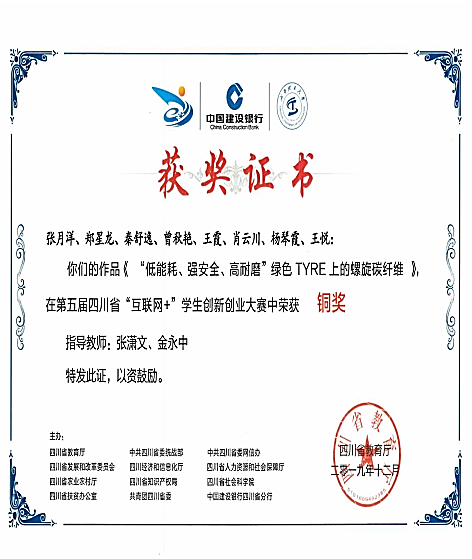 中国建设银行
China Construction Bank
获奖证书
张月洋、郑星龙、秦舒逸、曾秋艳、王霞、肖云川、杨琴霞、王悦：
你们的作品《 “低能耗、强安全、高耐磨”绿色 TYRE 上的螺旋碳纤维 》，
在第五届四川省“互联网+”学生创新创业大赛中荣获 铜奖
指导教师：张潇文、金永中
特发此证，以资鼓励。
主办：
四川省教育厅 中共四川省委统战部 中共四川省委网信办
四川省发展和改革委员会 四川省经济和信息化厅 四川省人力资源和社会保障厅
四川省农业农村厅 四川省知识产权局 四川省社会科学院
四川省扶贫办公室 共青团四川省委 中国建设银行四川省分行
四川省教育厅
二零一九年十二月